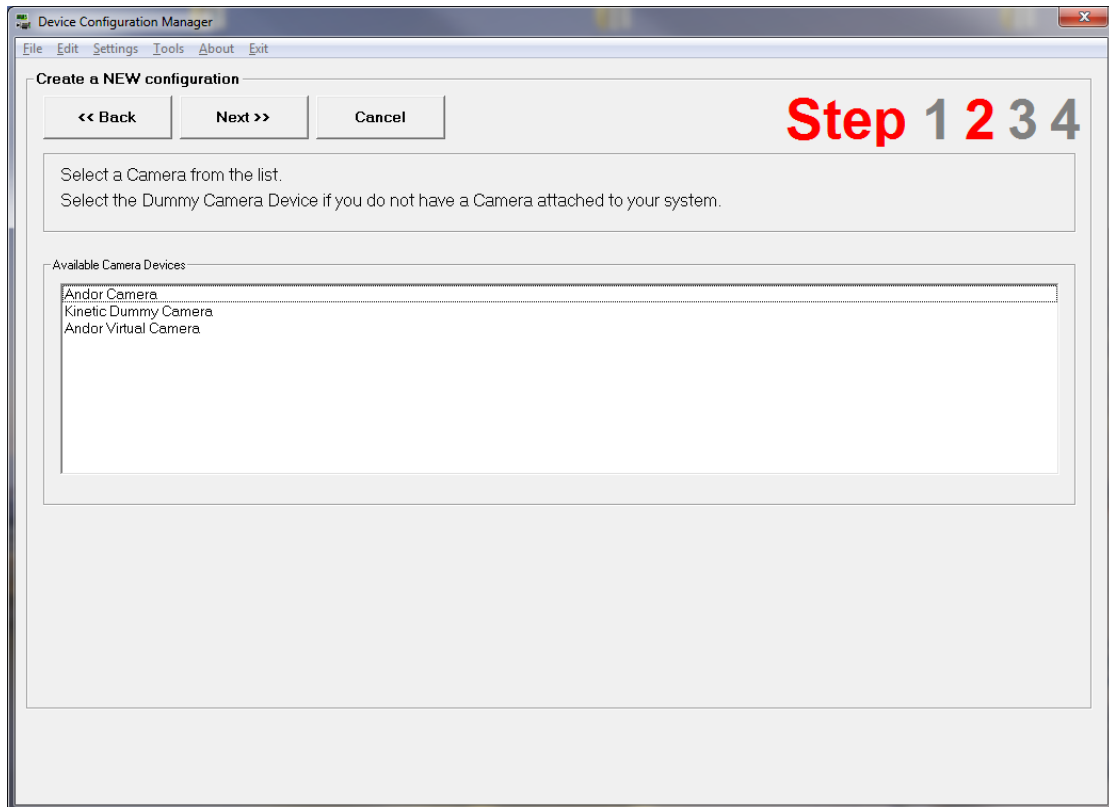 Device Configuration Manager
x
File Edit Settings Tools About Exit
Create a NEW configuration
<< Back Next >> Cancel Step 1 2 3 4
Select a Camera from the list.
Select the Dummy Camera Device if you do not have a Camera attached to your system.
Available Camera Devices
Andor Camera
Kinetic Dummy Camera
Andor Virtual Camera